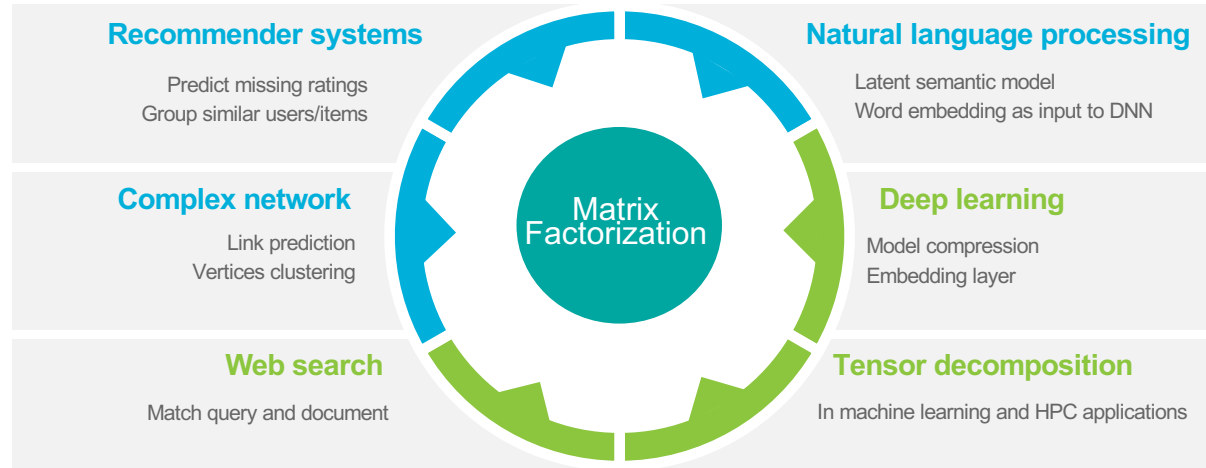 Recommender systems
Predict missing ratings
Group similar users/items
Natural language processing
Latent semantic model
Word embedding as input to DNN
Complex network
Link prediction
Vertices clustering
Matrix
Factorization
Deep learning
Model compression
Embedding layer
Web search
Match query and document
Tensor decomposition
In machine learning and HPC applications